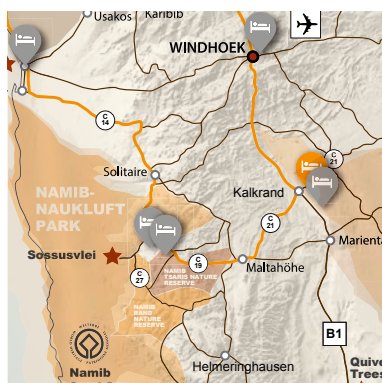 Usakos
Karibib
WINDHOEK
C
14
C
21
Solitaire
Kalkrand
NAMIB-
NAUKLUFT
PARK
C
21
Marienta
Sossusvlei
C
19
Maltahöhe
NAMIB
TSARIS NATURE
RESERVE
C
27
NAMIB
RAND NATURE
RESERVE
B1
Helmeringhausen
Quive
Trees
Namib